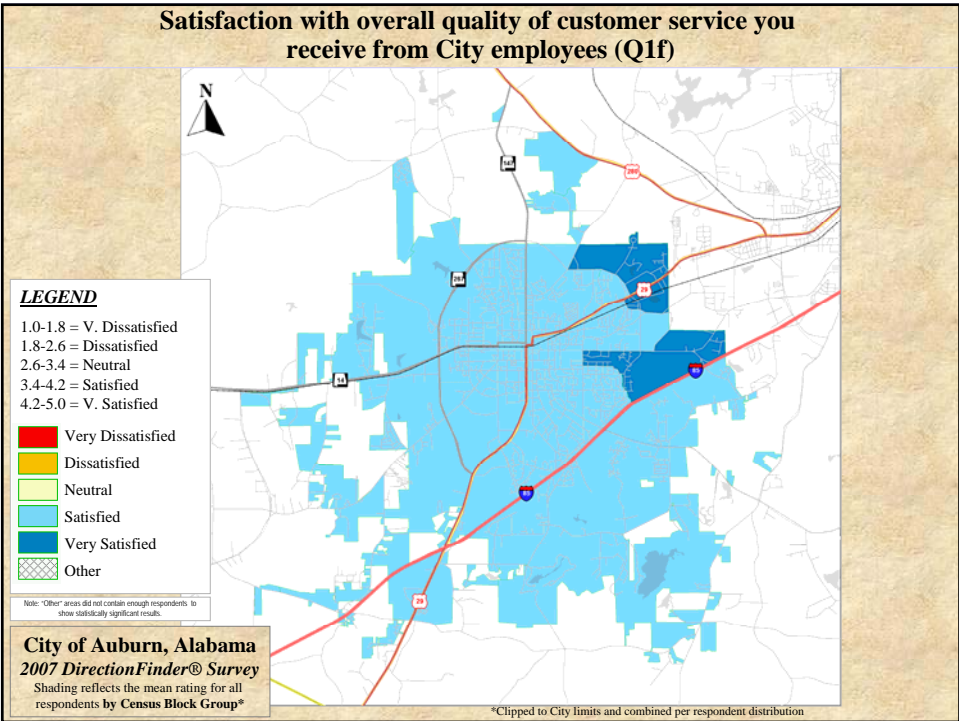 Satisfaction with overall quality of customer service you
receive from City employees (Q1f)
N
147
280
267
29
14
85
85
29
LEGEND
1.0-1.8 = V. Dissatisfied
1.8-2.6 = Dissatisfied
2.6-3.4 = Neutral
3.4-4.2 = Satisfied
4.2-5.0 = V. Satisfied
Very Dissatisfied
Dissatisfied
Neutral
Satisfied
Very Satisfied
Other
Note: "Other" areas did not contain enough respondents to
show statistically significant results.
City of Auburn, Alabama
2007 DirectionFinder® Survey
Shading reflects the mean rating for all
respondents by Census Block Group*
*Clipped to City limits and combined per respondent distribution